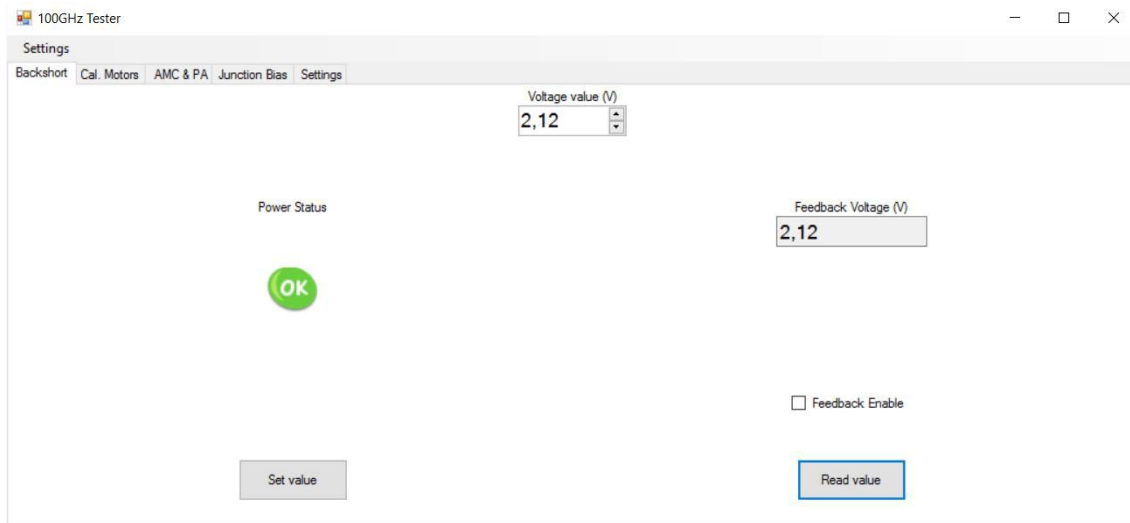 100GHz Tester
Settings
Backshort Cal. Motors AMC & PA Junction Bias Settings
Voltage value (V)
2,12
Power Status
Feedback Voltage (V)
2,12
OK
Feedback Enable
Set value
Read value